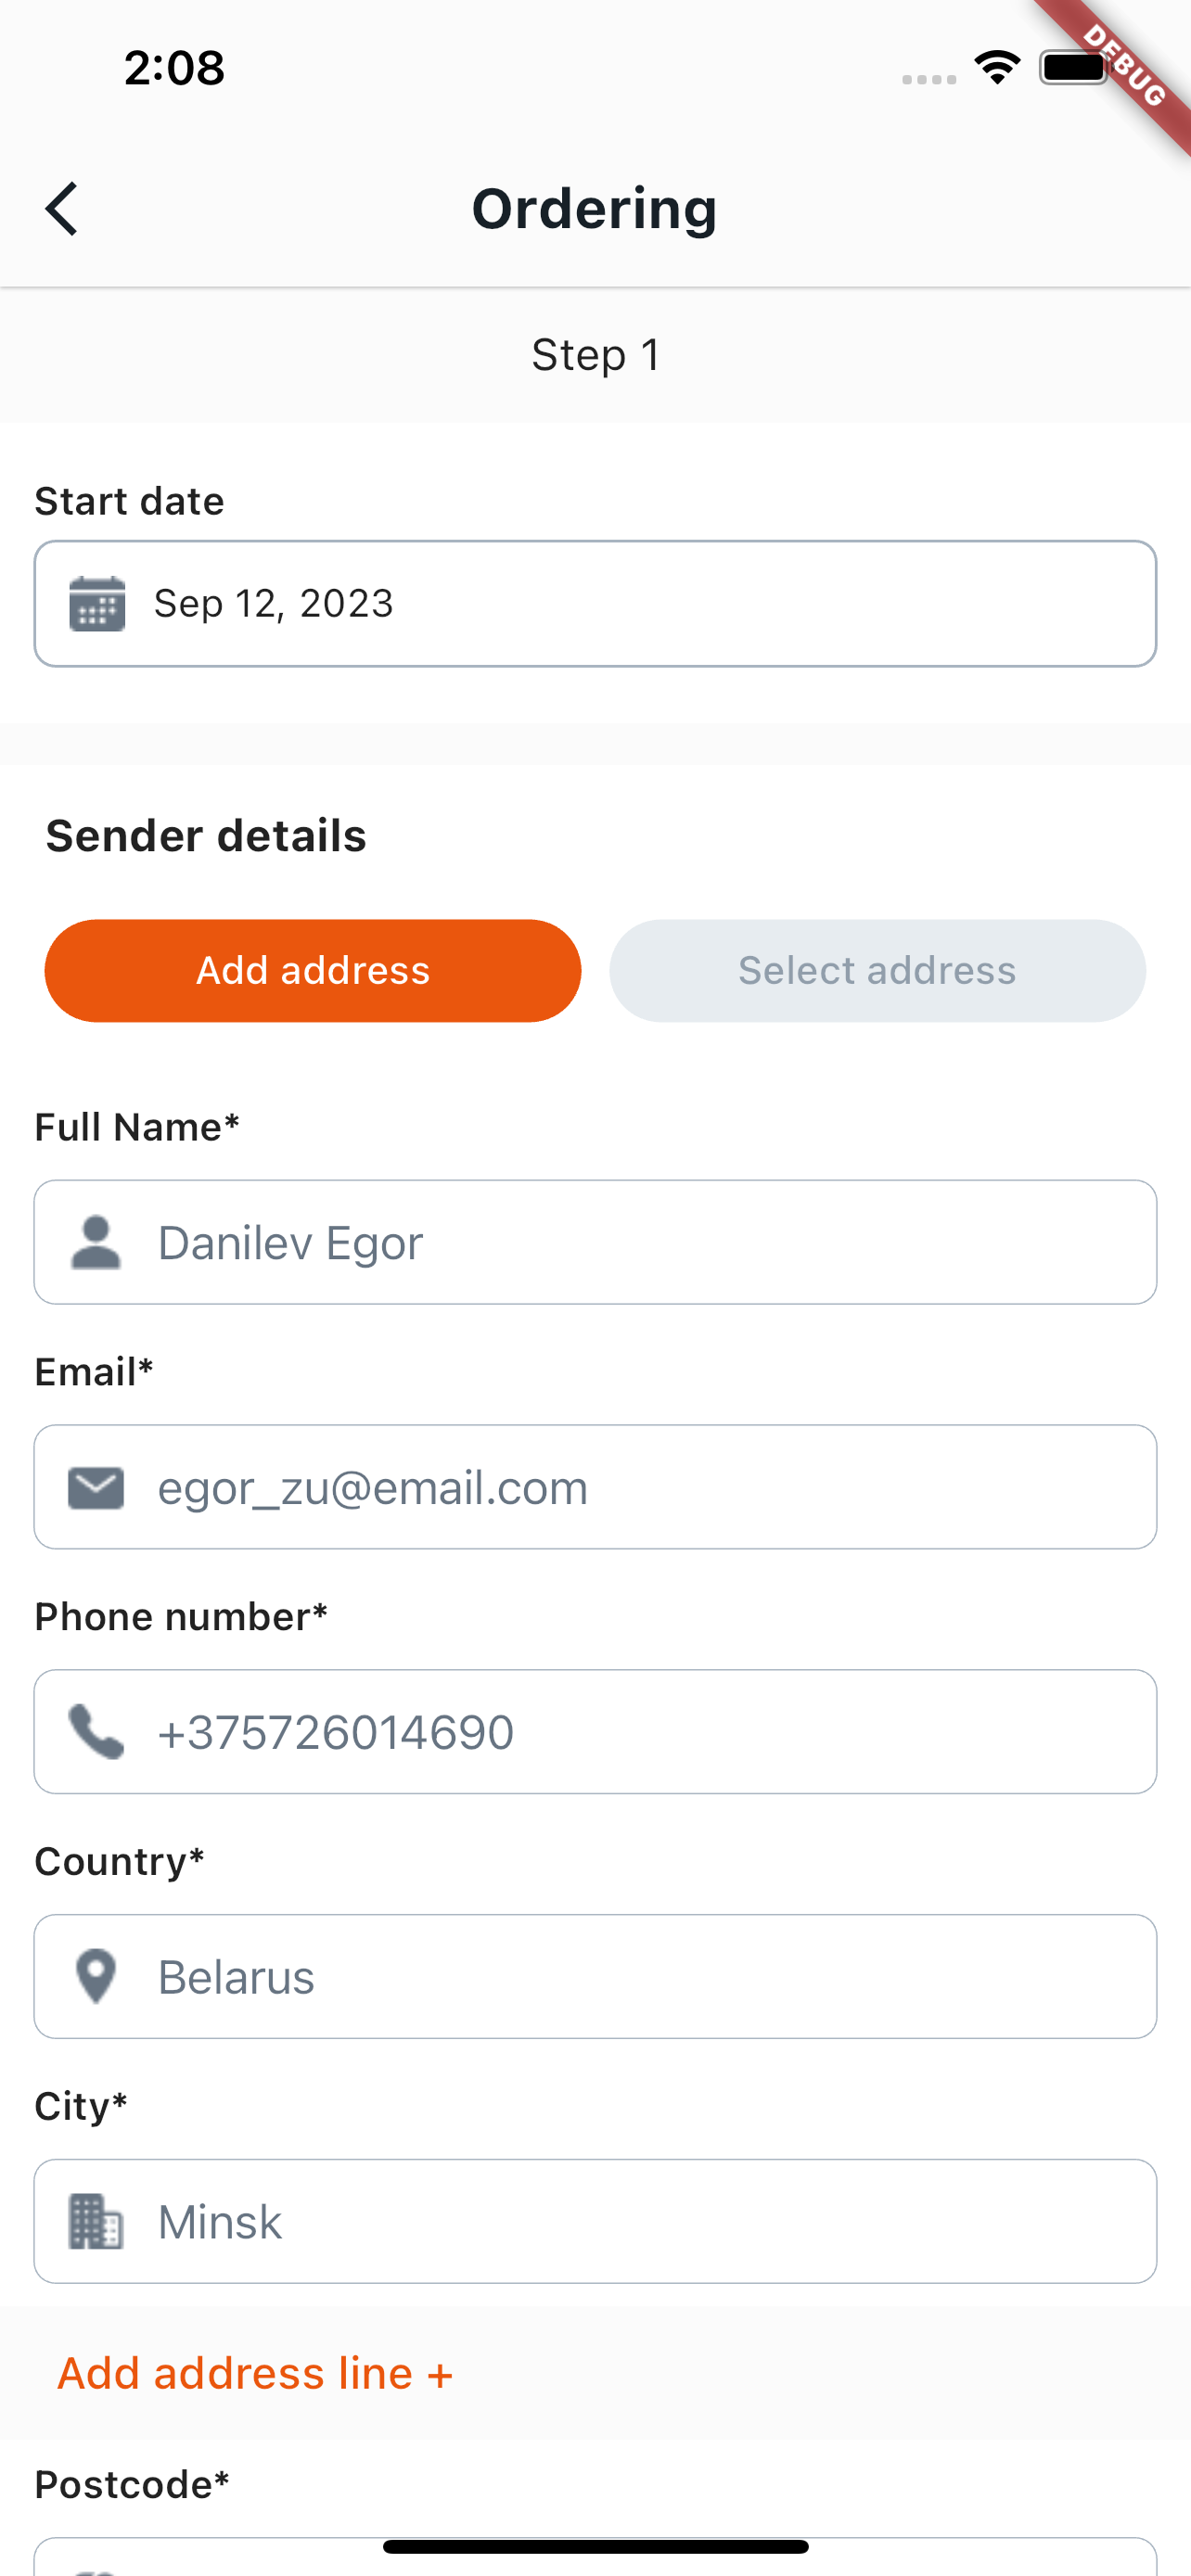 2:08
DEBUG
Ordering
Step 1
Start date
Sep 12, 2023
Sender details
Add address
Select address
Full Name*
Danilev Egor
Email*
egor_zu@email.com
Phone number*
+375726014690
Country*
Belarus
City*
Minsk
Add address line +
Postcode*